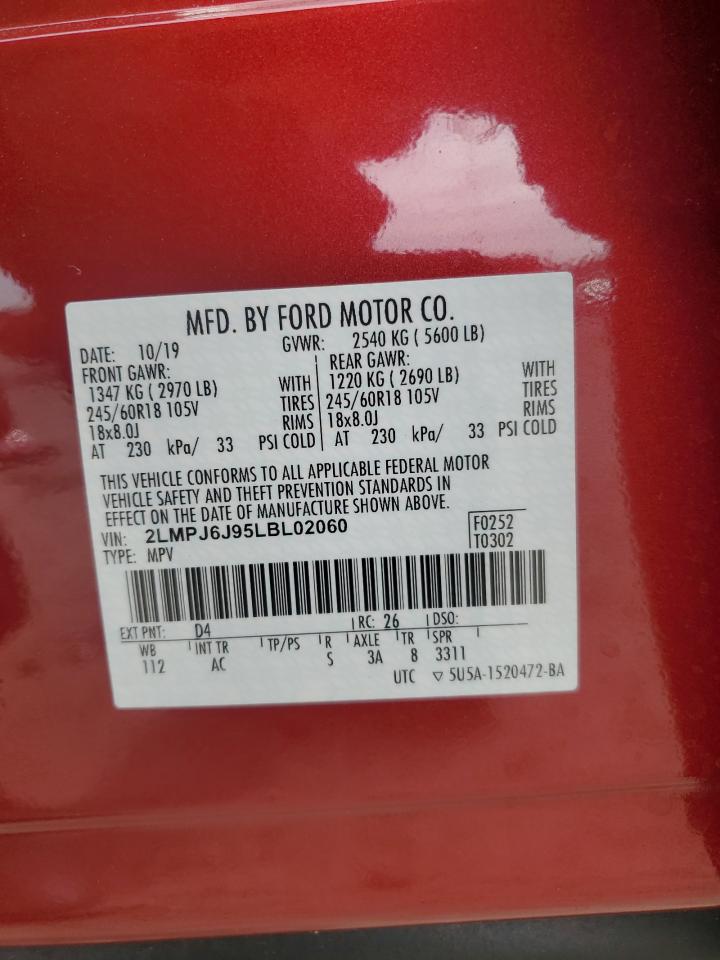 MFD. BY FORD MOTOR CO.
DATE: 10/19 GVWR: 2540 KG ( 5600 LB)
FRONT GAWR: REAR GAWR:
1347 KG ( 2970 LB) WITH 1220 KG ( 2690 LB) WITH
245/60R18 105V TIRES 245/60R18 105V TIRES
18x8.0J RIMS 18x8.0J RIMS
AT 230 kPa/ 33 PSI COLD AT 230 kPa/ 33 PSI COLD
THIS VEHICLE CONFORMS TO ALL APPLICABLE FEDERAL MOTOR
VEHICLE SAFETY AND THEFT PREVENTION STANDARDS IN
EFFECT ON THE DATE OF MANUFACTURE SHOWN ABOVE.
VIN: 2LMPJ6J95LBL02060 F0252
TYPE: MPV T0302
EXT PNT: D4 RC: 26 DSO:
WB INT TR TP/PS R AXLE TR SPR
112 AC S 3A 8 3311
UTC ▽ 5U5A-1520472-BA